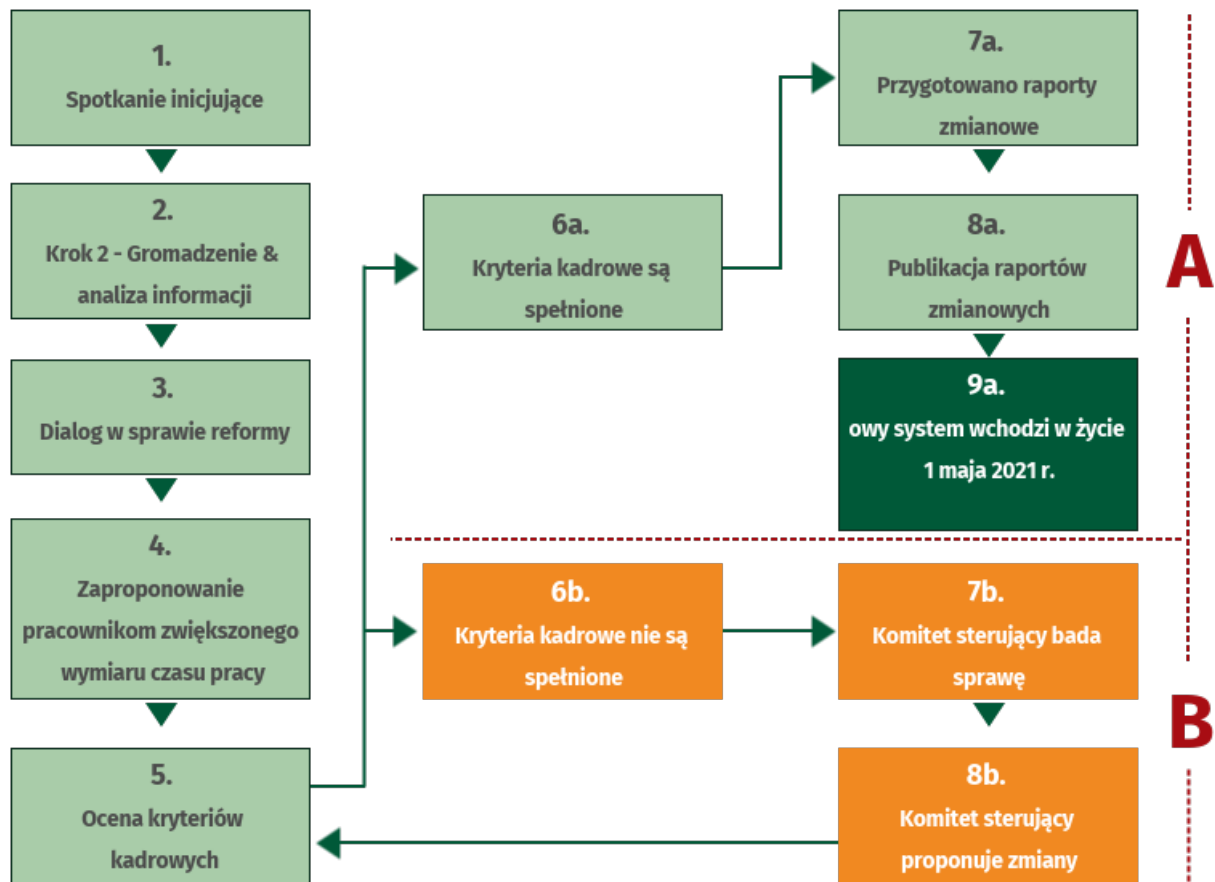 1.
Spotkanie inicjujące
2.
Krok 2 - Gromadzenie &
analiza informacji
3.
Dialog w sprawie reformy
4.
Zaproponowanie
pracownikom zwiększonego
wymiaru czasu pracy
5.
Ocena kryteriów
kadrowych
6a.
Kryteria kadrowe są
spełnione
7a.
Przygotowano raporty
zmianowe
8a.
Publikacja raportów
zmianowych
9a.
owy system wchodzi w życie
1 maja 2021 r.
A
6b.
Kryteria kadrowe nie są
spełnione
7b.
Komitet sterujący bada
sprawę
8b.
Komitet sterujący
proponuje zmiany
B